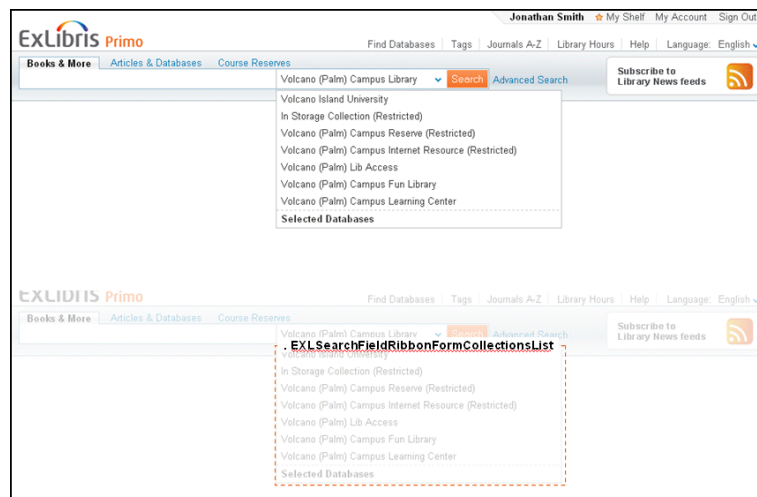 Jonathan Smith My Shelf My Account Sign Out
ExLibris Primo
Find Databases Tags Journals A-Z Library Hours Help Language: English
Books & More Articles & Databases Course Reserves
Volcano (Palm) Campus Library Search Advanced Search
Subscribe to
Library News feeds
Volcano Island University
In Storage Collection (Restricted)
Volcano (Palm) Campus Reserve (Restricted)
Volcano (Palm) Campus Internet Resource (Restricted)
Volcano (Palm) Lib Access
Volcano (Palm) Campus Fun Library
Volcano (Palm) Campus Learning Center
Selected Databases
ExLibris Primo
Find Databases Tags Journals A-Z Library Hours Help Language: English
Books & More Articles & Databases Course Reserves
Volcano (Palm) Campus Library Search Advanced Search
Subscribe to
Library News feeds
. EXLSearchFieldRibbonFormCollectionsList
Volcano Island University
In Storage Collection (Restricted)
Volcano (Palm) Campus Reserve (Restricted)
Volcano (Palm) Campus Internet Resource (Restricted)
Volcano (Palm) Lib Access
Volcano (Palm) Campus Fun Library
Volcano (Palm) Campus Learning Center
Selected Databases